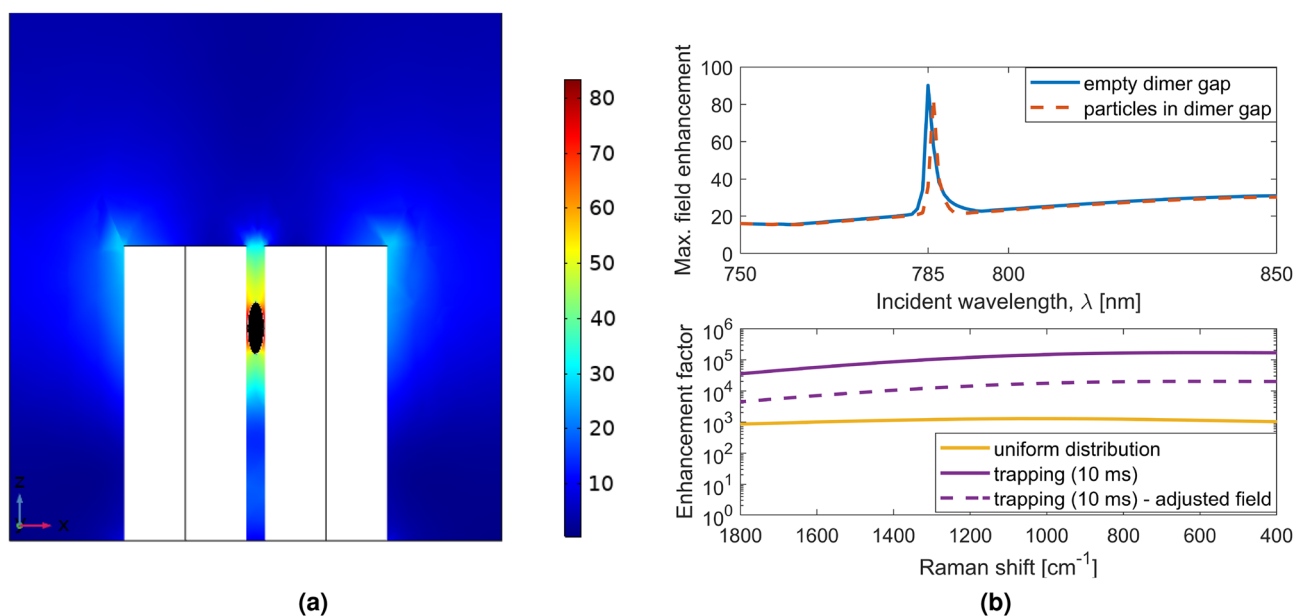 80
70
60
50
40
30
20
10
z
x
y
(a)
Max. field enhancement
100
80
60
40
20
0
750
785
800
850
Incident wavelength, λ [nm]
empty dimer gap
particles in dimer gap
Enhancement factor
10^6
10^5
10^4
10^3
10^2
10^1
10^0
1800
1600
1400
1200
1000
800
600
400
Raman shift [cm^-1]
uniform distribution
trapping (10 ms)
trapping (10 ms) - adjusted field
(b)